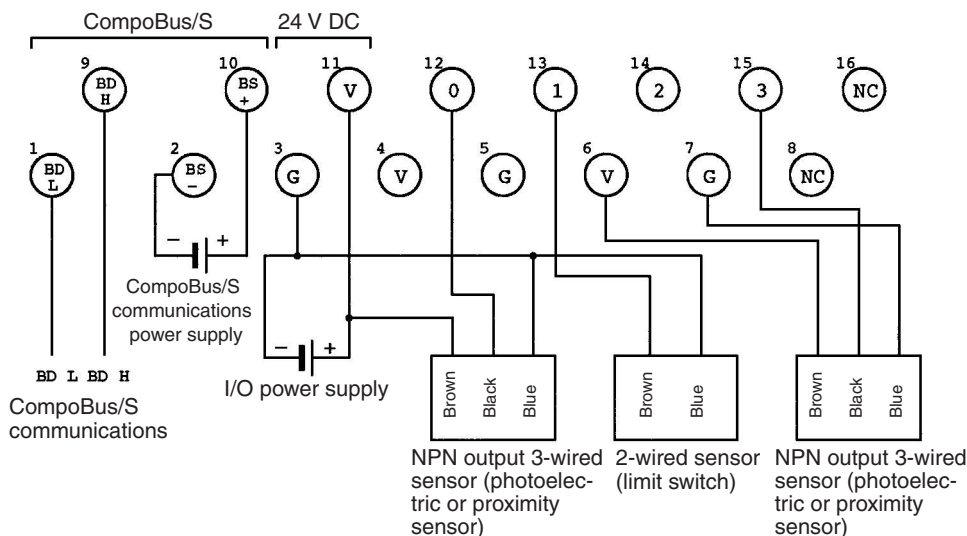 CompoBus/S
24 V DC
9
BD
H
10
BS
+
11
V
12
0
13
1
14
2
15
3
16
NC
1
BD
L
2
BS
−
3
G
4
V
5
G
6
V
7
G
8
NC
− +
CompoBus/S
communications
power supply
− +
I/O power supply
BD L BD H
CompoBus/S
communications
Brown
Black
Blue
Brown
Blue
Brown
Black
Blue
NPN output 3-wired
sensor (photoelec-
tric or proximity
sensor)
2-wired sensor
(limit switch)
NPN output 3-wired
sensor (photoelec-
tric or proximity
sensor)